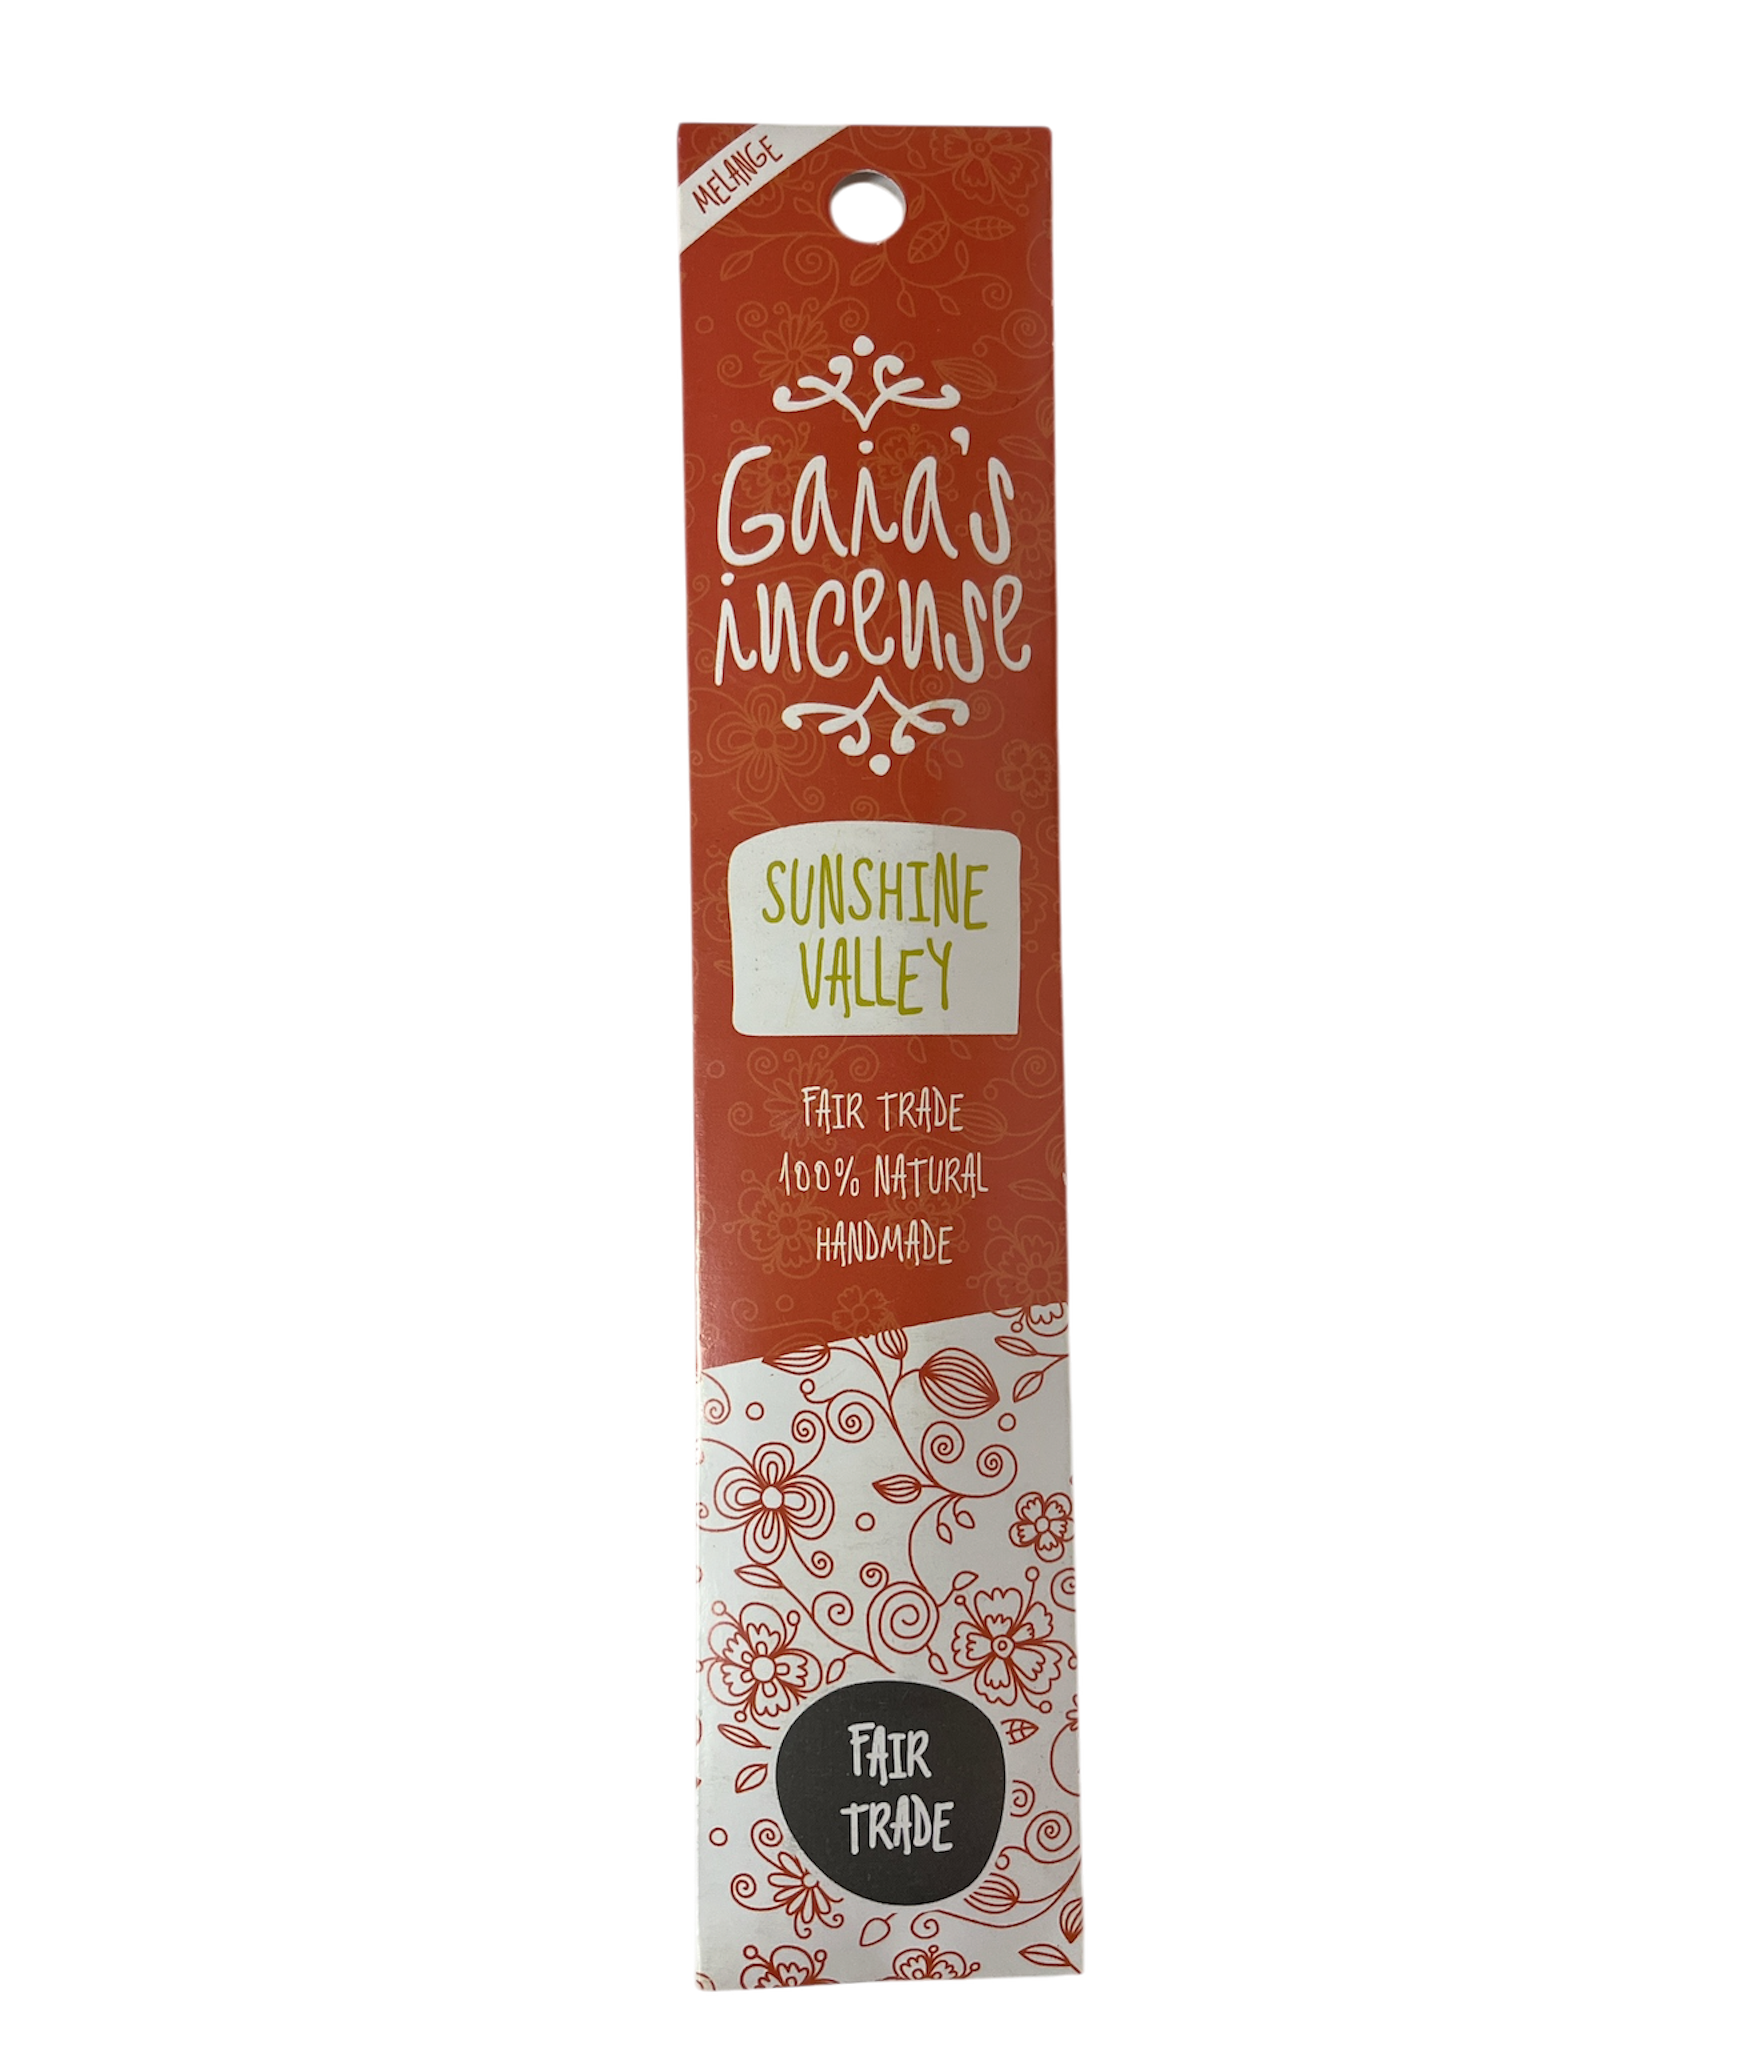 MELANGE
Gaia's
incense
SUNSHINE
VALLEY
FAIR TRADE
100% NATURAL
HANDMADE
FAIR
TRADE